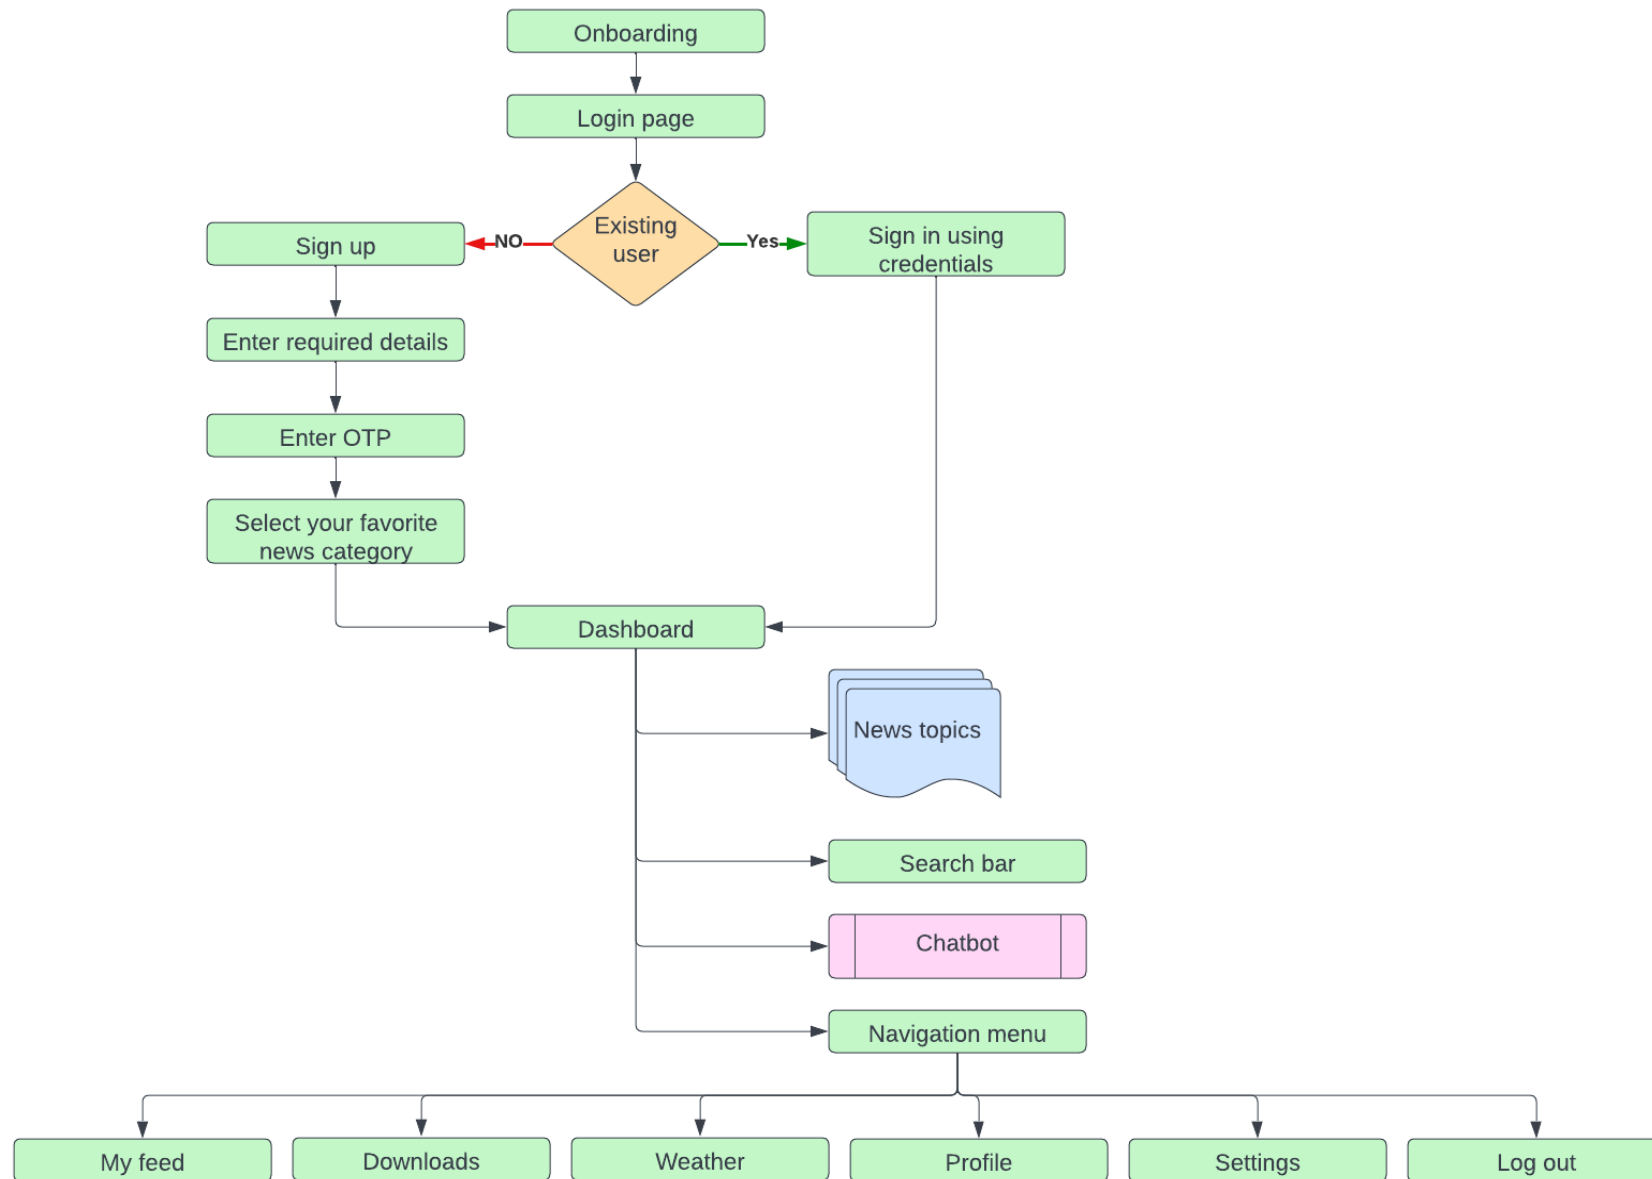 Onboarding
Login page
Existing
user
NO
Yes
Sign up
Sign in using
credentials
Enter required details
Enter OTP
Select your favorite
news category
Dashboard
News topics
Search bar
Chatbot
Navigation menu
My feed
Downloads
Weather
Profile
Settings
Log out